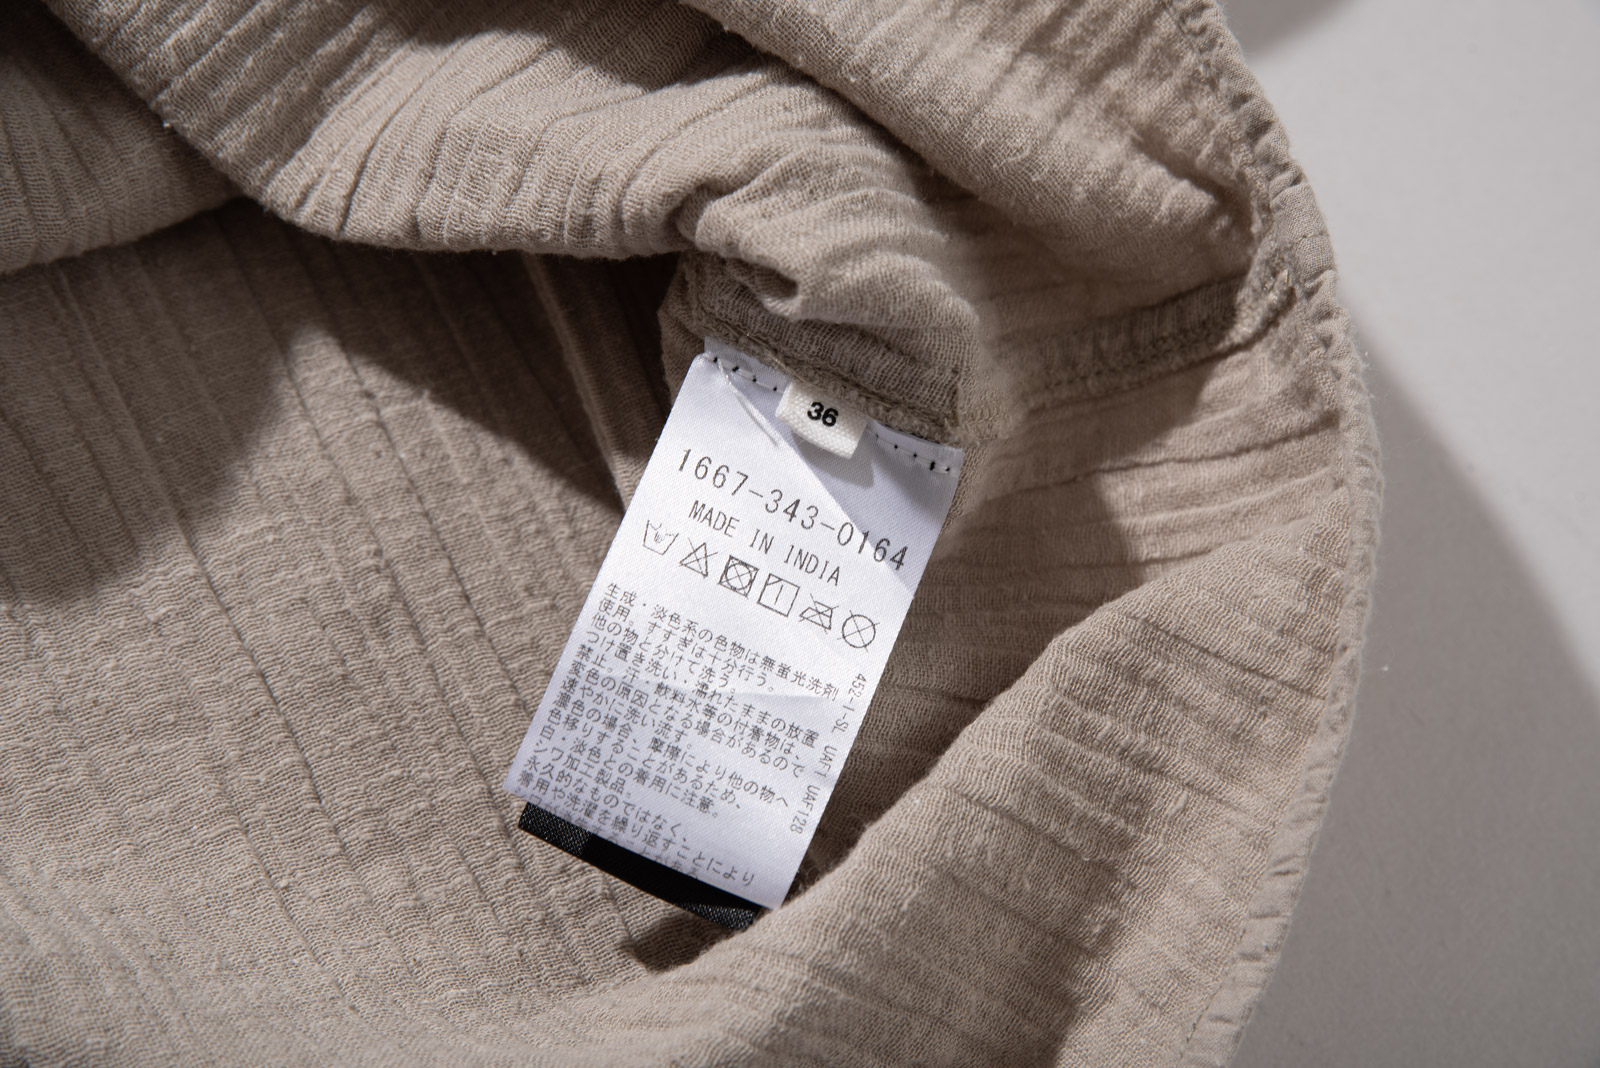 36
1667-343-0164
MADE IN INDIA
生成・淡色系の色物は無蛍光洗剤
使用。すすぎは十分行う。
他の物と分けて洗う。
つけ置き洗い・濡れたままの放置
禁止。汗・飲料水等の付着物は、
変色の原因となる場合があるので
速やかに洗い流す。
濃色の場合、摩擦により他の物へ
色移りすることがあるため、
白・淡色との着用に注意。
シワ加工製品。
永久的なものではなく、
着用や洗濯を繰り返すことにより
452-I-SL UAF1 UAF128